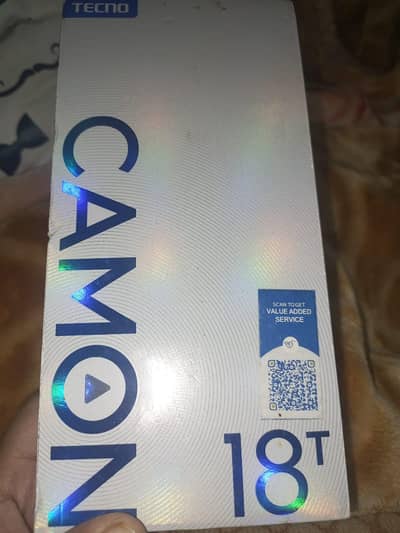 TECNO
CAMON
SCAN TO GET
VALUE ADDED
SERVICE
18T